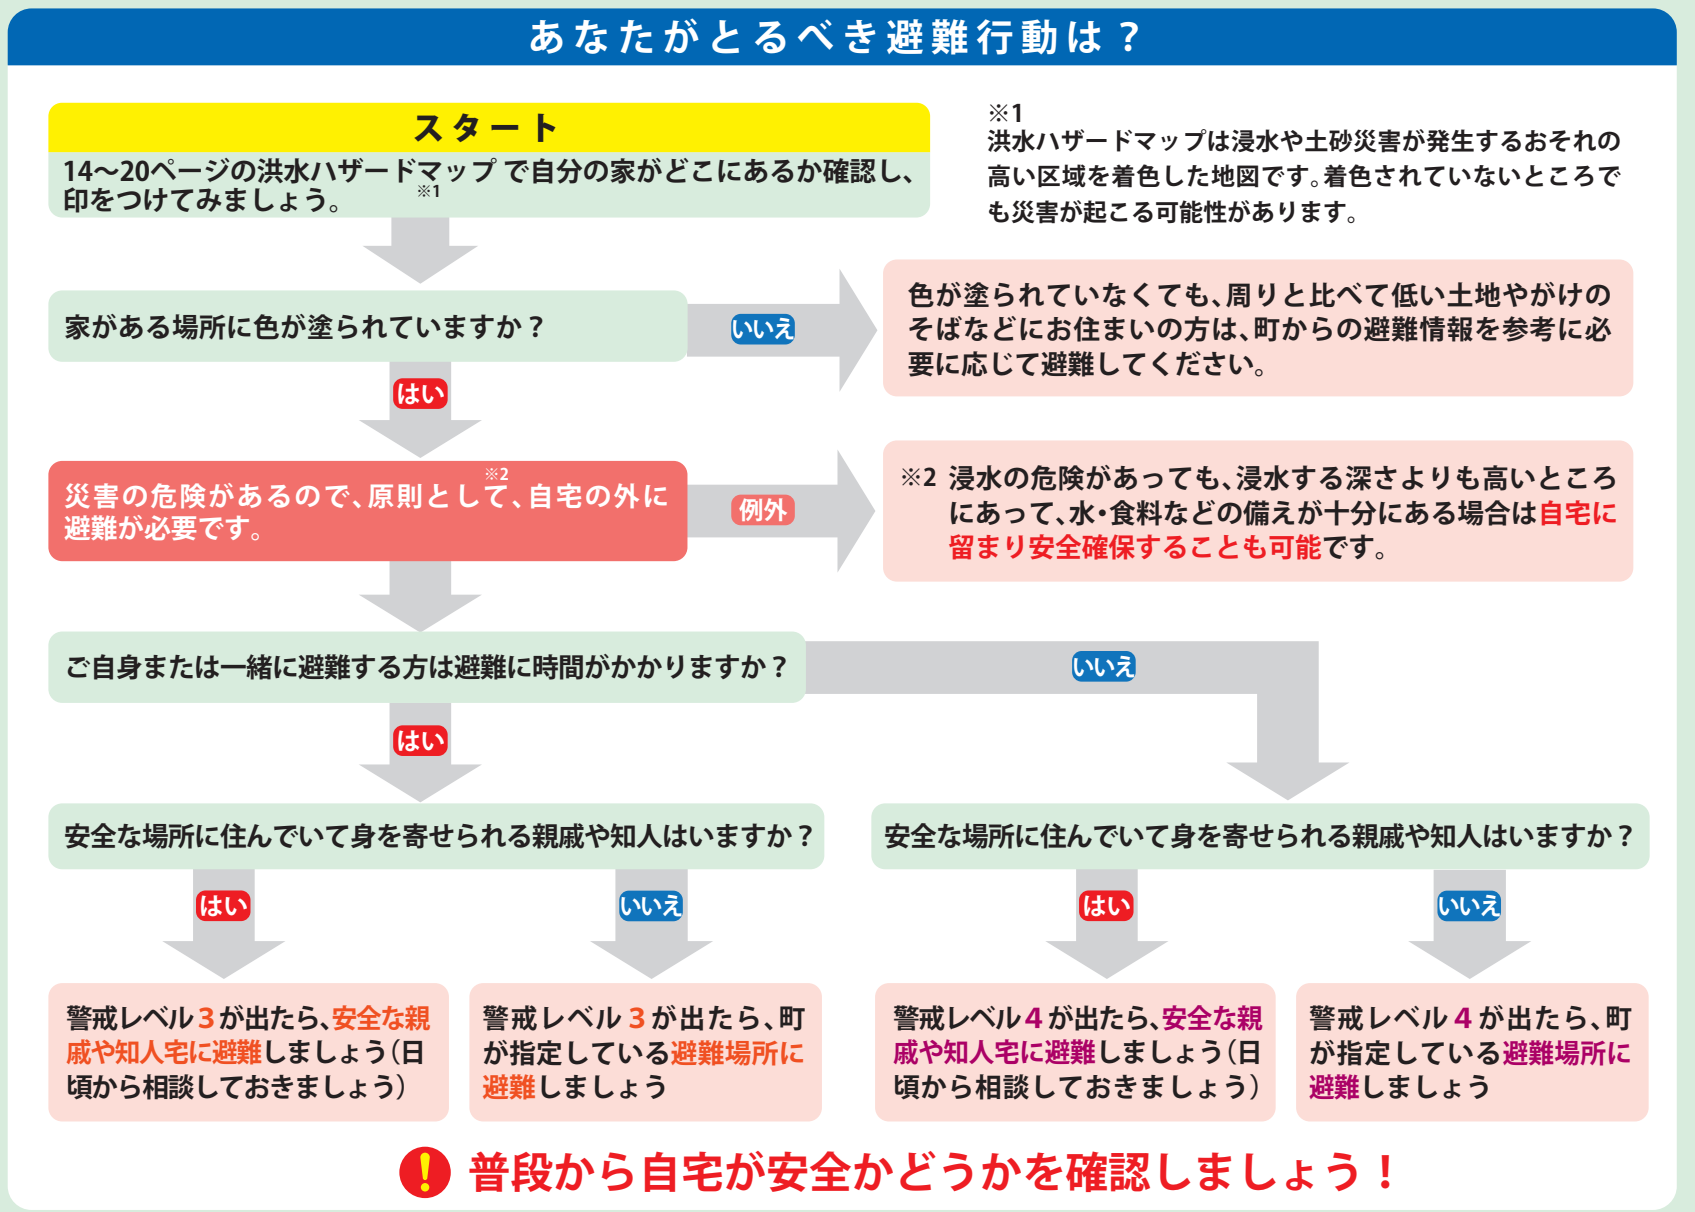 あなたがとるべき避難行動は？
スタート
14～20ページの洪水ハザードマップ で自分の家がどこにあるか確認し、
印をつけてみましょう。
※1
※1
洪水ハザードマップは浸水や土砂災害が発生するおそれの
高い区域を着色した地図です。着色されていないところで
も災害が起こる可能性があります。
家がある場所に色が塗られていますか？
いいえ
色が塗られていなくても、周りと比べて低い土地やがけの
そばなどにお住まいの方は、町からの避難情報を参考に必
要に応じて避難してください。
はい
※2
災害の危険があるので、原則として、自宅の外に
避難が必要です。
例外
※2 浸水の危険があっても、浸水する深さよりも高いところ
にあって、水・食料などの備えが十分にある場合は自宅に
留まり安全確保することも可能です。
ご自身または一緒に避難する方は避難に時間がかかりますか？
いいえ
はい
安全な場所に住んでいて身を寄せられる親戚や知人はいますか？
安全な場所に住んでいて身を寄せられる親戚や知人はいますか？
はい
いいえ
はい
いいえ
警戒レベル3が出たら、安全な親
戚や知人宅に避難しましょう（日
頃から相談しておきましょう）
警戒レベル3が出たら、町
が指定している避難場所に
避難しましょう
警戒レベル4が出たら、安全な親
戚や知人宅に避難しましょう（日
頃から相談しておきましょう）
警戒レベル4が出たら、町
が指定している避難場所に
避難しましょう
! 普段から自宅が安全かどうかを確認しましょう！